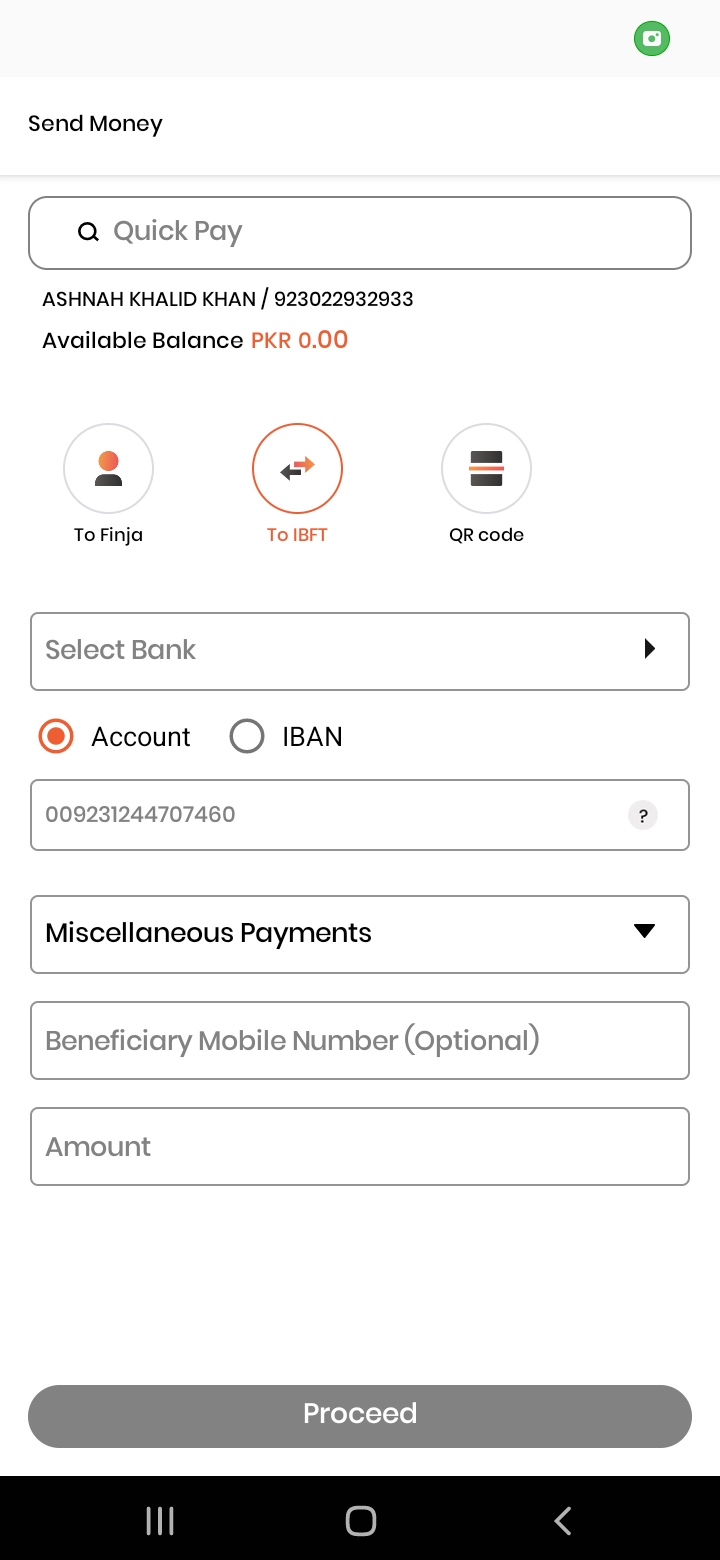 Send Money
Quick Pay
ASHNAH KHALID KHAN / 923022932933
Available Balance PKR 0.00
To Finja To IBFT QR code
Select Bank
Account IBAN
009231244707460 ?
Miscellaneous Payments
Beneficiary Mobile Number (Optional)
Amount
Proceed